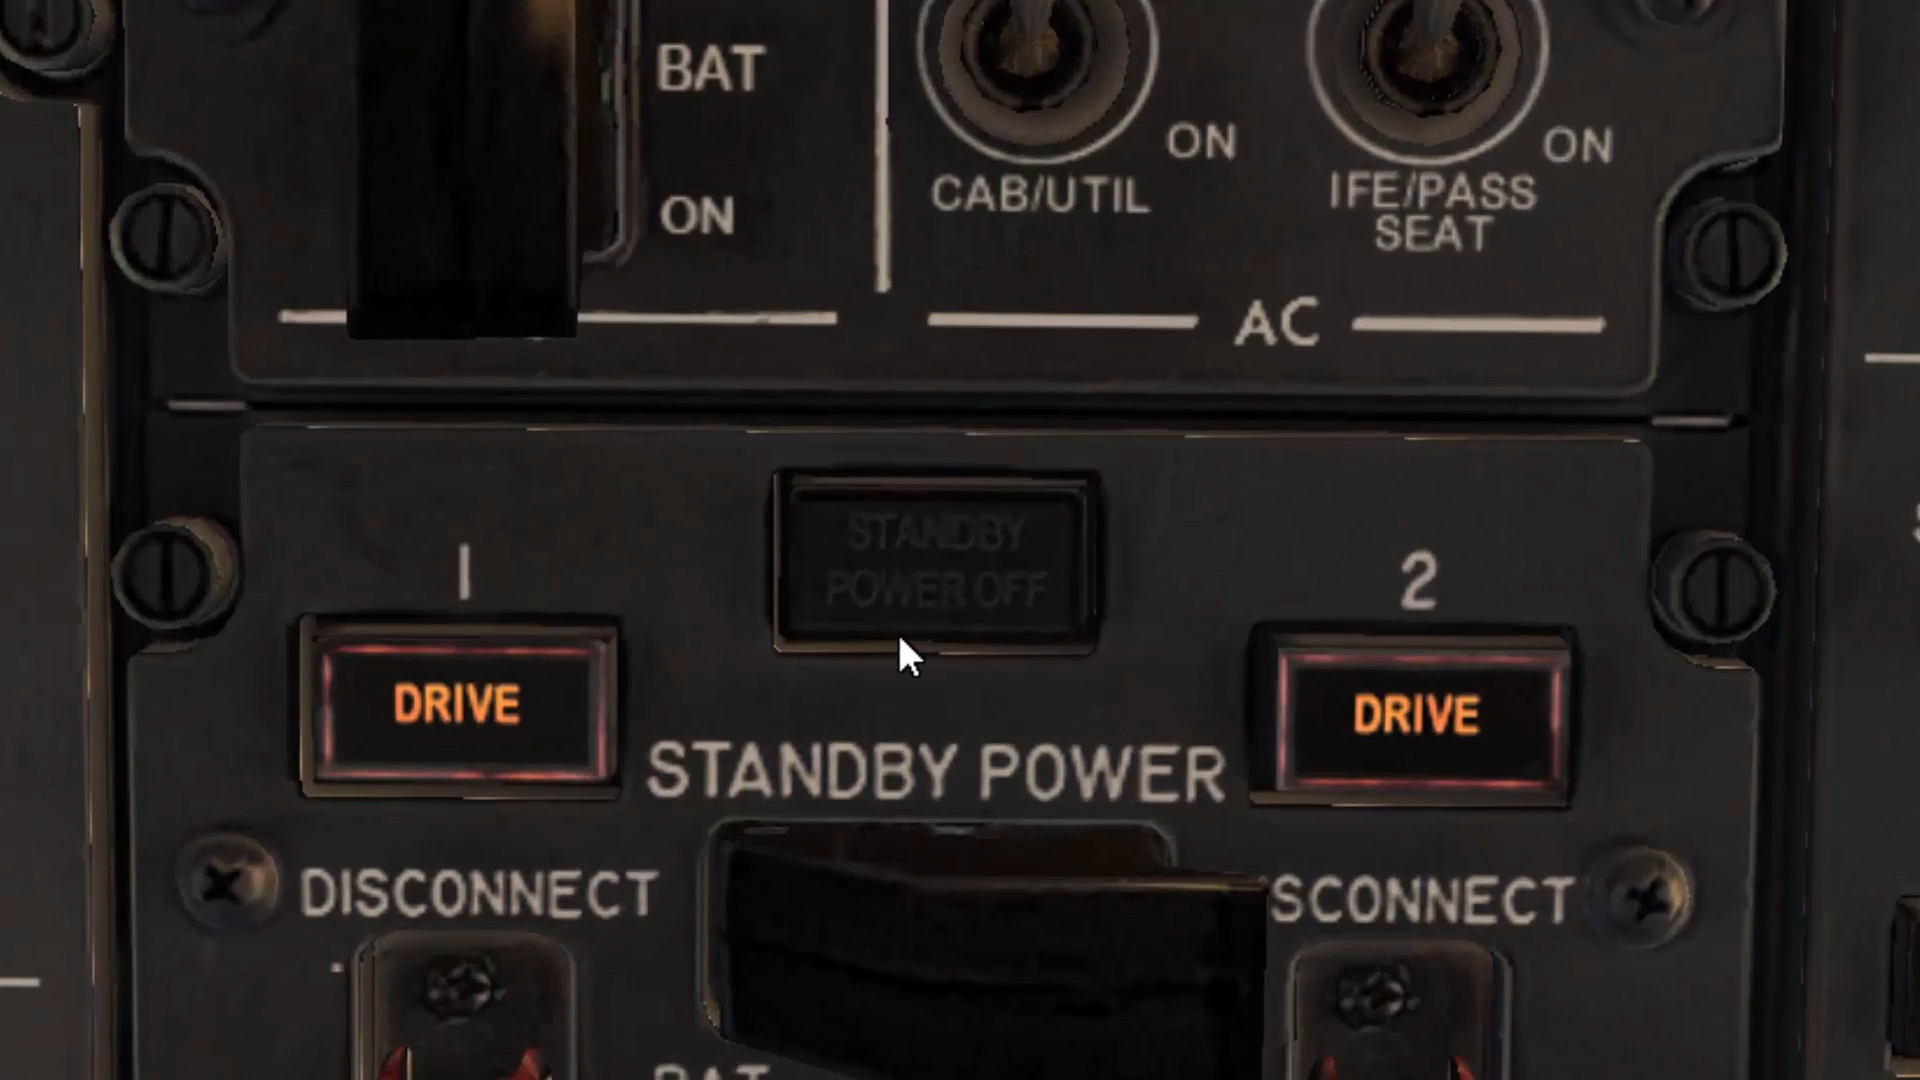 BAT
ON
ON
CAB/UTIL
ON
IFE/PASS
SEAT
AC
STANDBY
POWER OFF
1
2
DRIVE
DRIVE
STANDBY POWER
DISCONNECT
SCONNECT
BAT